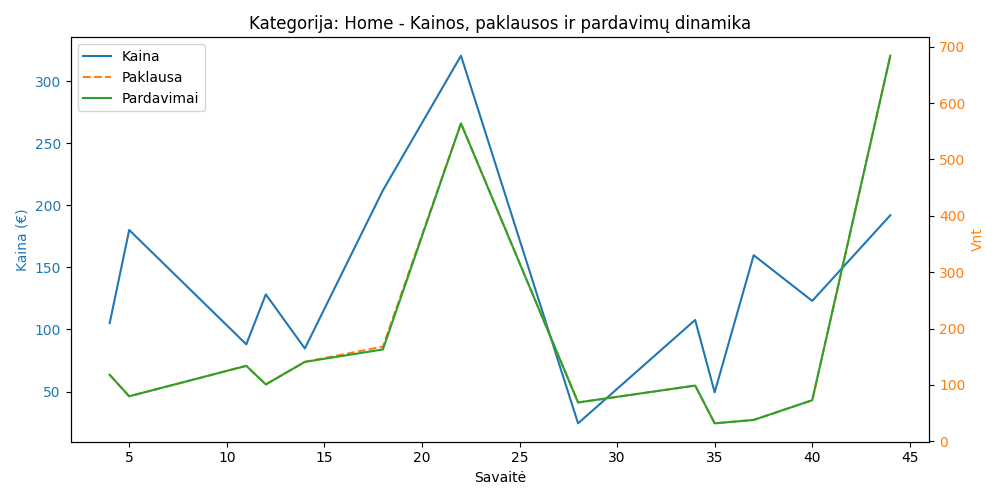 Kategorija: Home - Kainos, paklausos ir pardavimų dinamika
Kaina
Paklausa
Pardavimai
Kaina (€)
300
250
200
150
100
50
Vnt
700
600
500
400
300
200
100
0
5 10 15 20 25 30 35 40 45
Savaitė